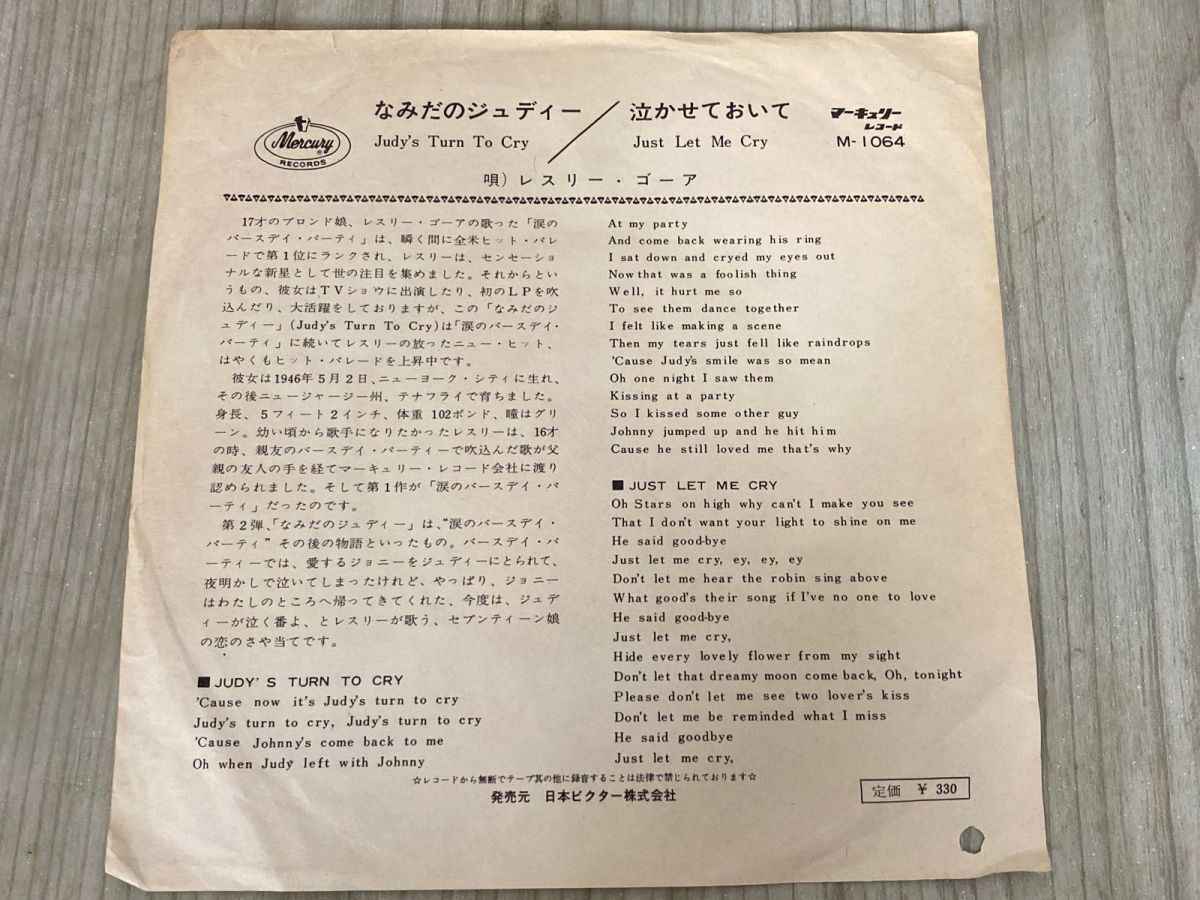 なみだのジュディー／泣かせておいて
Judy's Turn To Cry
Just Let Me Cry
Mercury
RECORDS
マーキュリー
レコード
M-1064
唄）レスリー・ゴーア
17才のブロンド娘、レスリー・ゴーアの歌った「涙の
バースデイ・パーティ」は、瞬く間に全米ヒット・パレ
ードで第1位にランクされ、レスリーは、センセーショ
ナルな新星として世の注目を集めました。それからとい
うもの、彼女はTVショウに出演したり、初のLPを吹
込んだり、大活躍をしておりますが、この「なみだのジ
ュディー」(Judy's Turn To Cry)は「涙のバースデイ・
パーティ」に続いてレスリーの放ったニュー・ヒット、
はやくもヒット・パレードを上昇中です。
彼女は1946年5月2日、ニューヨーク・シティに生れ、
その後ニュージャージー州、テナフライで育ちました。
身長、5フィート2インチ、体重 102ポンド、瞳はグリ
ーン。幼い頃から歌手になりたかったレスリーは、16才
の時、親友のバースデイ・パーティーで吹込んだ歌が父
親の友人の手を経てマーキュリー・レコード会社に渡り
認められました。そして第1作が「涙のバースデイ・パ
ーティ」だったのです。
第2弾、「なみだのジュディー」は、“涙のバースデイ・
パーティ”その後の物語といったもの。バースデイ・パ
ーティーでは、愛するジョニーをジュディーにとられて、
夜明かしで泣いてしまったけれど、やっぱり、ジョニー
はわたしのところへ帰ってきてくれた、今度は、ジュデ
ィーが泣く番よ、とレスリーが歌う、セブンティーン娘
の恋のさや当てです。
■ JUDY'S TURN TO CRY
'Cause now it's Judy's turn to cry
Judy's turn to cry, Judy's turn to cry
'Cause Johnny's come back to me
Oh when Judy left with Johnny
At my party
And come back wearing his ring
I sat down and cryed my eyes out
Now that was a foolish thing
Well, it hurt me so
To see them dance together
I felt like making a scene
Then my tears just fell like raindrops
'Cause Judy's smile was so mean
Oh one night I saw them
Kissing at a party
So I kissed some other guy
Johnny jumped up and he hit him
Cause he still loved me that's why
■ JUST LET ME CRY
Oh Stars on high why can't I make you see
That I don't want your light to shine on me
He said good-bye
Just let me cry, ey, ey, ey
Don't let me hear the robin sing above
What good's their song if I've no one to love
He said good-bye
Just let me cry,
Hide every lovely flower from my sight
Don't let that dreamy moon come back, Oh, tonight
Please don't let me see two lover's kiss
Don't let me be reminded what I miss
He said goodbye
Just let me cry,
☆レコードから無断でテープ其の他に録音することは法律で禁じられております☆
発売元 日本ビクター株式会社
定価 ￥ 330